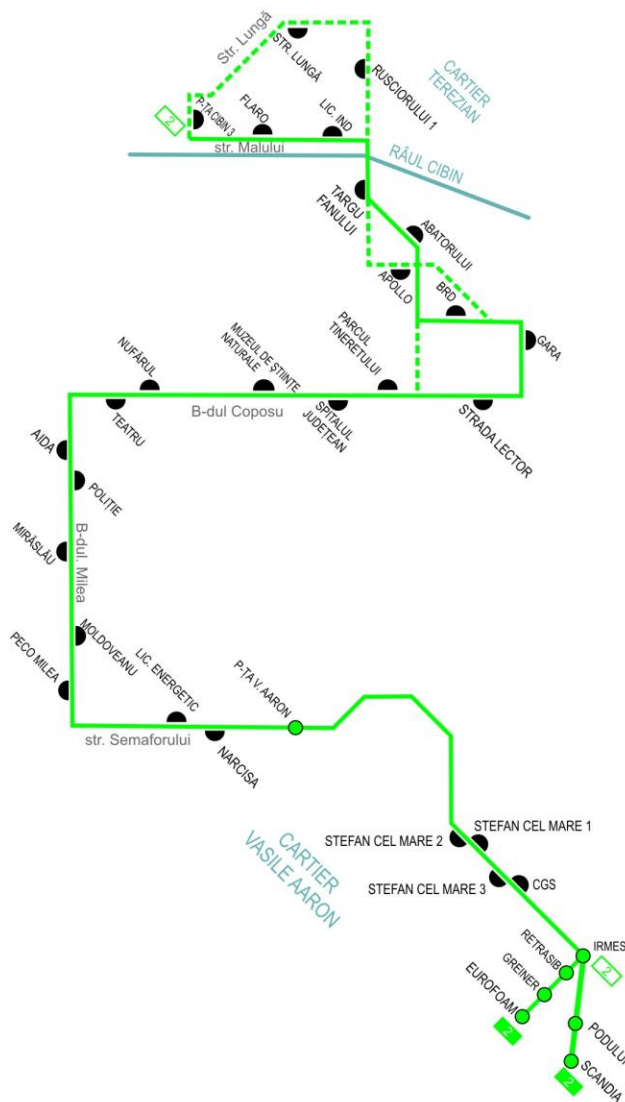 Str. Lungă
STR. LUNGĂ
RUSCIORULUI 1
CARTIER
TEREZIAN
2
P-ȚA CIBIN 3
FLARO
LIC. IND
str. Malului
RÂUL CIBIN
TARGU
FANULUI
ABATORULUI
APOLLO
BRD
GARA
PARCUL
TINERETULUI
MUZEUL DE ȘTIINȚE
NATURALE
NUFĂRUL
B-dul Coposu
TEATRU
SPITALUL
JUDEȚEAN
STRADA LECTOR
AIDA
POLIȚIE
MIRĂSLĂU
B-dul. Milea
MOLDOVEANU
PECO MILEA
LIC. ENERGETIC
P-ȚA V. AARON
str. Semaforului
NARCISA
CARTIER
VASILE AARON
STEFAN CEL MARE 1
STEFAN CEL MARE 2
STEFAN CEL MARE 3
CGS
IRMES
2
RETRASIB
GREINER
EUROFOAM
2
SCANDIA
2